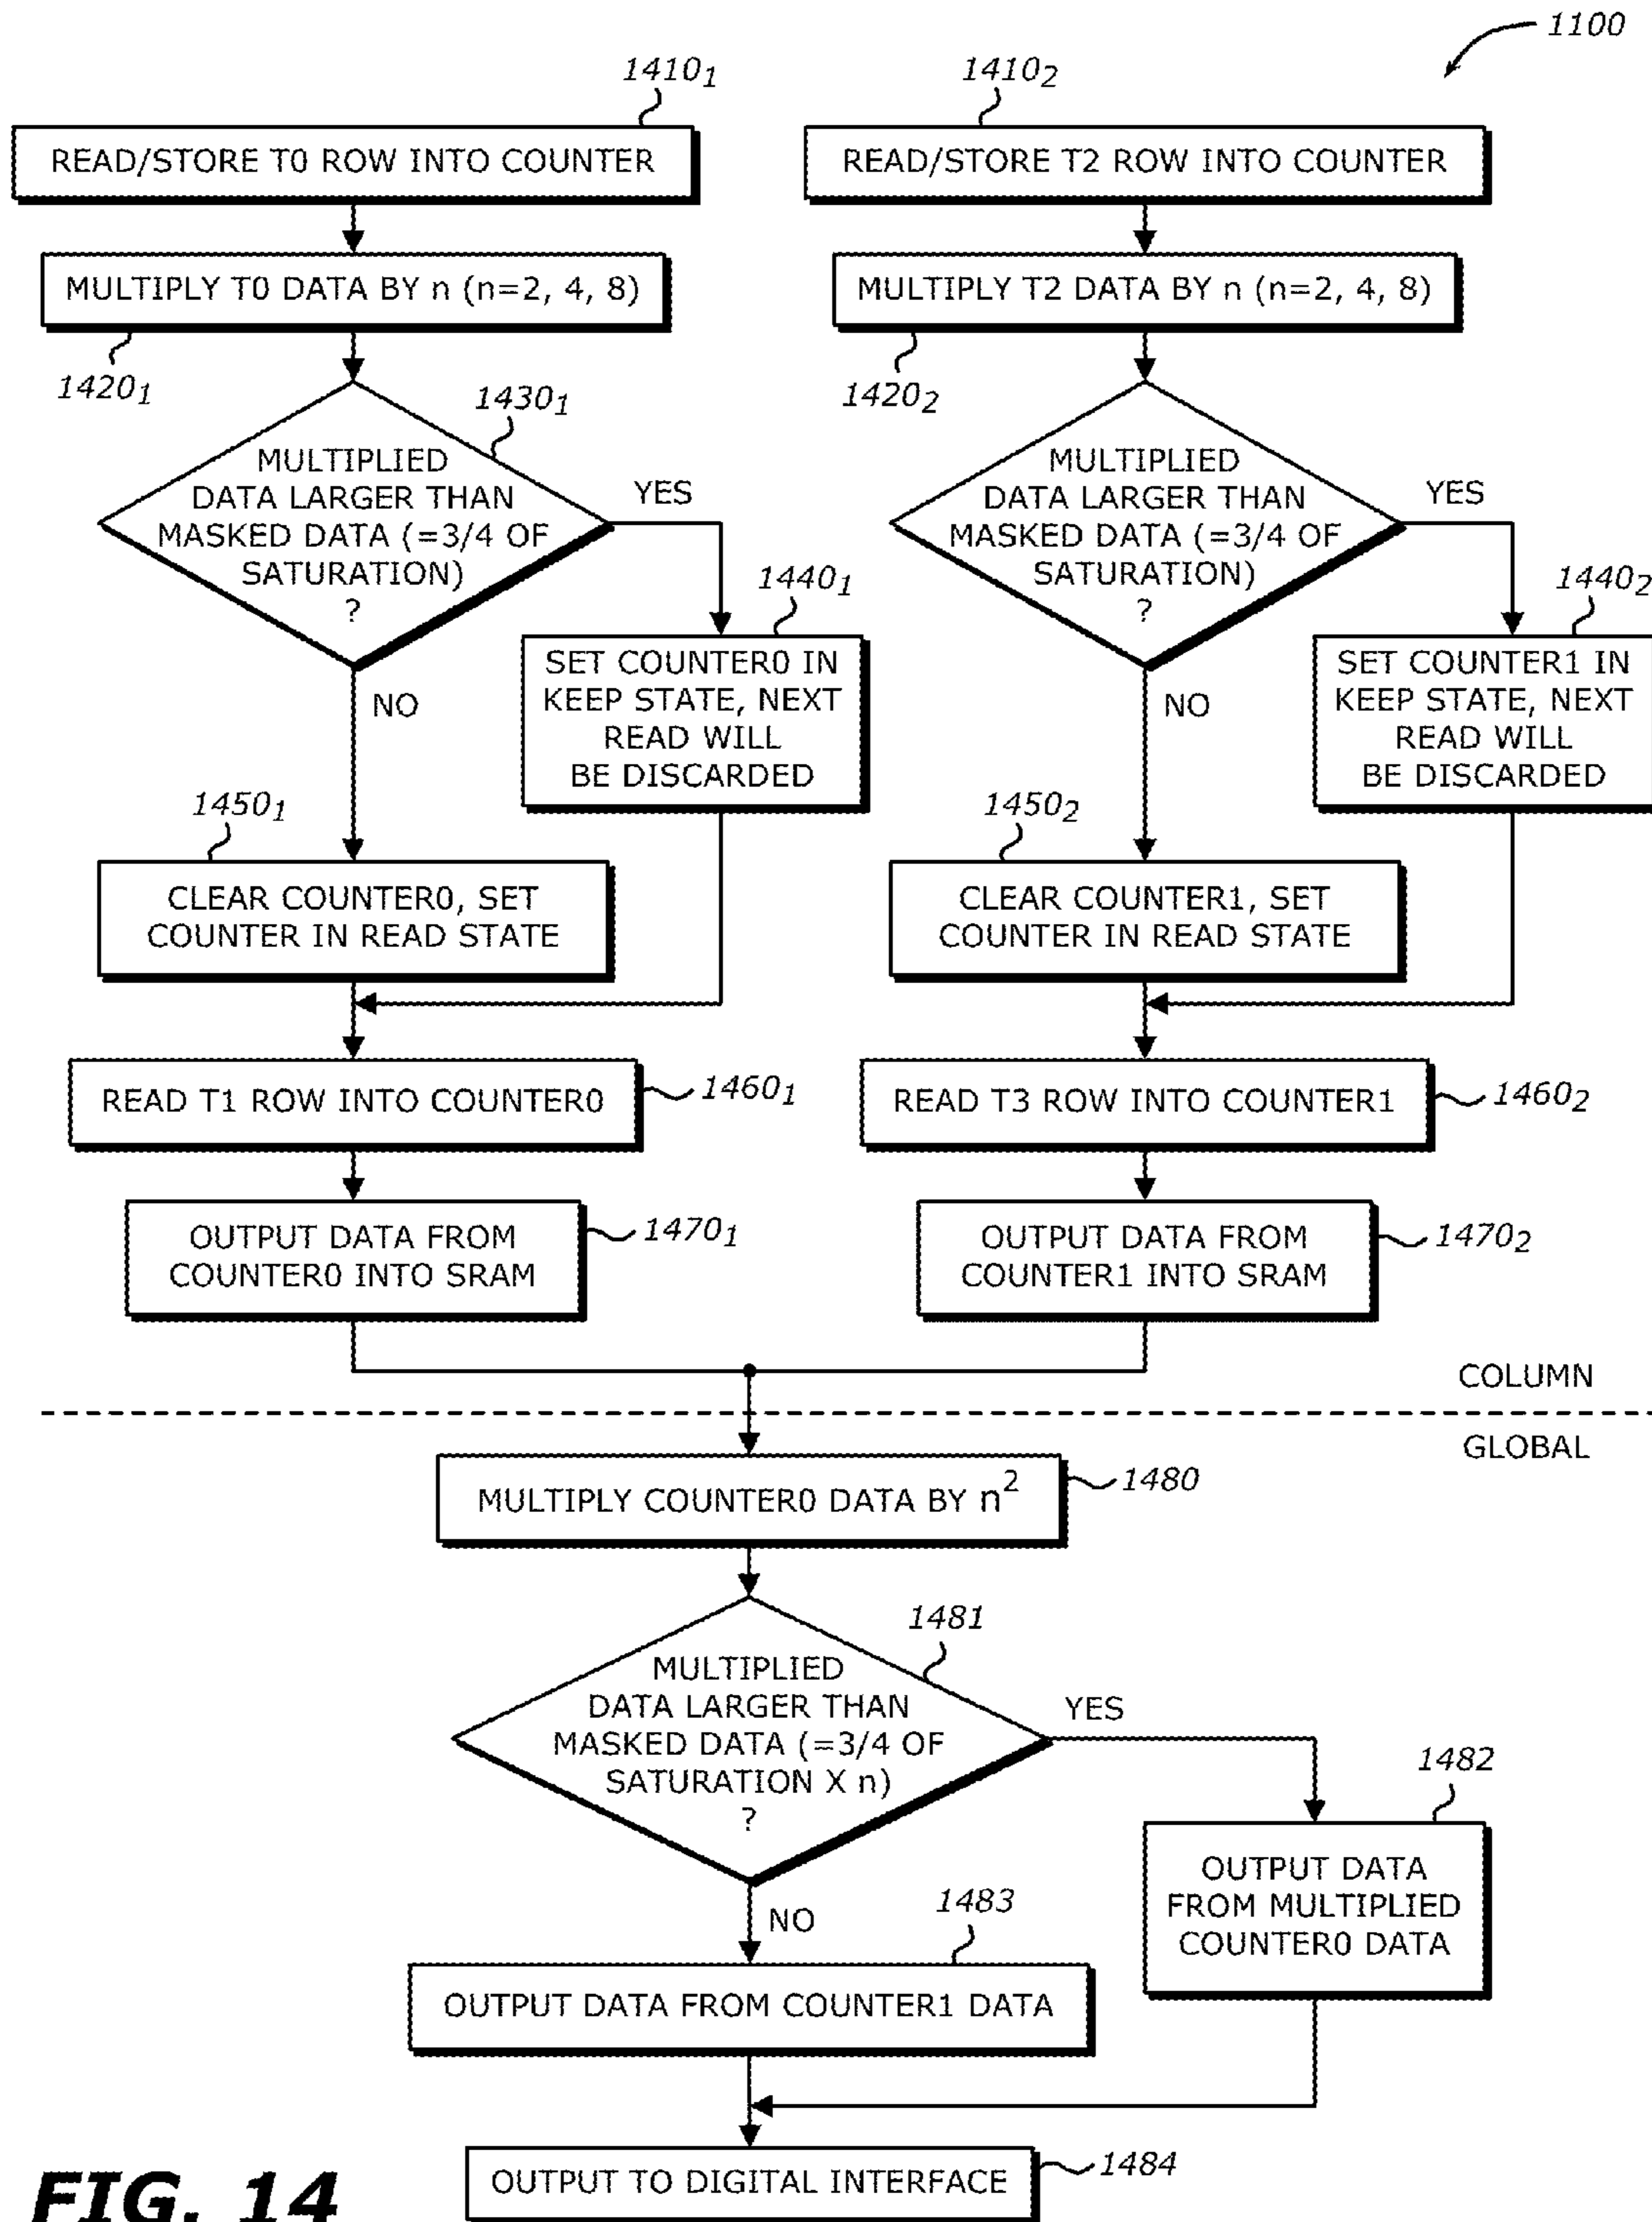 1100
1410₁
1410₂
READ/STORE T0 ROW INTO COUNTER
READ/STORE T2 ROW INTO COUNTER
MULTIPLY T0 DATA BY n (n=2, 4, 8)
MULTIPLY T2 DATA BY n (n=2, 4, 8)
1420₁
1420₂
1430₁
MULTIPLIED
DATA LARGER THAN
MASKED DATA (=3/4 OF
SATURATION)
?
YES
NO
MULTIPLIED
DATA LARGER THAN
MASKED DATA (=3/4 OF
SATURATION)
?
YES
NO
1440₁
SET COUNTER0 IN
KEEP STATE, NEXT
READ WILL
BE DISCARDED
1440₂
SET COUNTER1 IN
KEEP STATE, NEXT
READ WILL
BE DISCARDED
1450₁
CLEAR COUNTER0, SET
COUNTER IN READ STATE
1450₂
CLEAR COUNTER1, SET
COUNTER IN READ STATE
READ T1 ROW INTO COUNTER0
1460₁
READ T3 ROW INTO COUNTER1
1460₂
OUTPUT DATA FROM
COUNTER0 INTO SRAM
1470₁
OUTPUT DATA FROM
COUNTER1 INTO SRAM
1470₂
COLUMN
GLOBAL
MULTIPLY COUNTER0 DATA BY n²
1480
1481
MULTIPLIED
DATA LARGER THAN
MASKED DATA (=3/4 OF
SATURATION X n)
?
YES
NO
1482
OUTPUT DATA
FROM MULTIPLIED
COUNTER0 DATA
1483
OUTPUT DATA FROM COUNTER1 DATA
OUTPUT TO DIGITAL INTERFACE
1484
FIG. 14